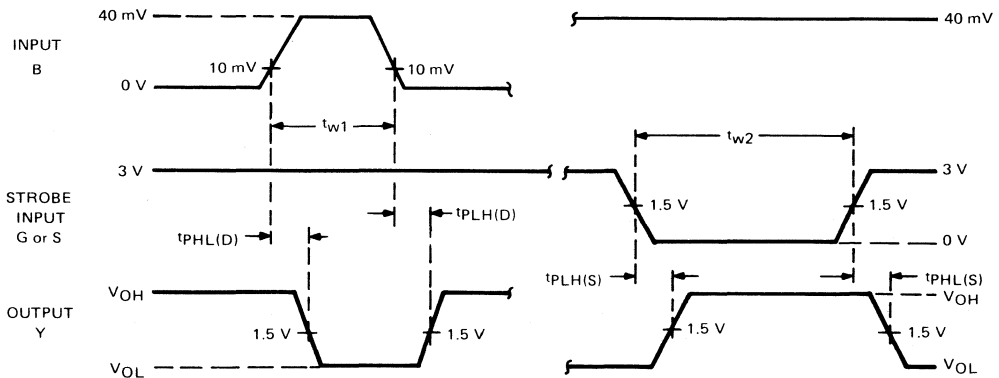 INPUT
B
40 mV
10 mV
10 mV
0 V
tw1
40 mV
STROBE
INPUT
G or S
3 V
tPHL(D)
tPLH(D)
tw2
3 V
1.5 V
1.5 V
0 V
OUTPUT
Y
VOH
1.5 V
1.5 V
VOL
tPLH(S)
tPHL(S)
VOH
1.5 V
1.5 V
VOL